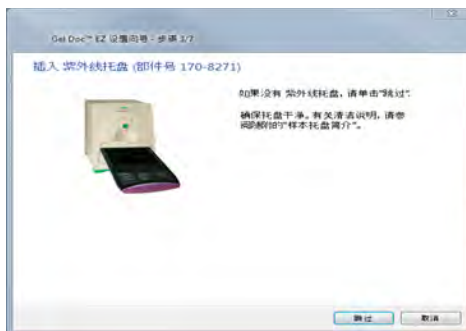 Gel Doc™ EZ 设置向导 - 步骤 3/7
插入 紫外线托盘 (部件号 170-8271)
如果没有 紫外线托盘，请单击“跳过”.
确保托盘干净。有关清洁说明，请参
阅随附的“样本托盘简介”。
跳过
取消